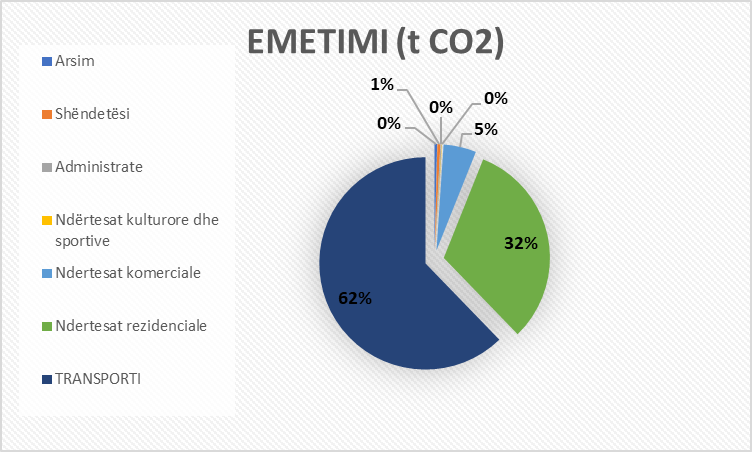 EMETIMI (t CO2)
Arsim
Shëndetësi
Administrate
Ndërtesat kulturore dhe
sportive
Ndertesat komerciale
Ndertesat rezidenciale
TRANSPORTI
1%
0%
0%
0%
5%
32%
62%